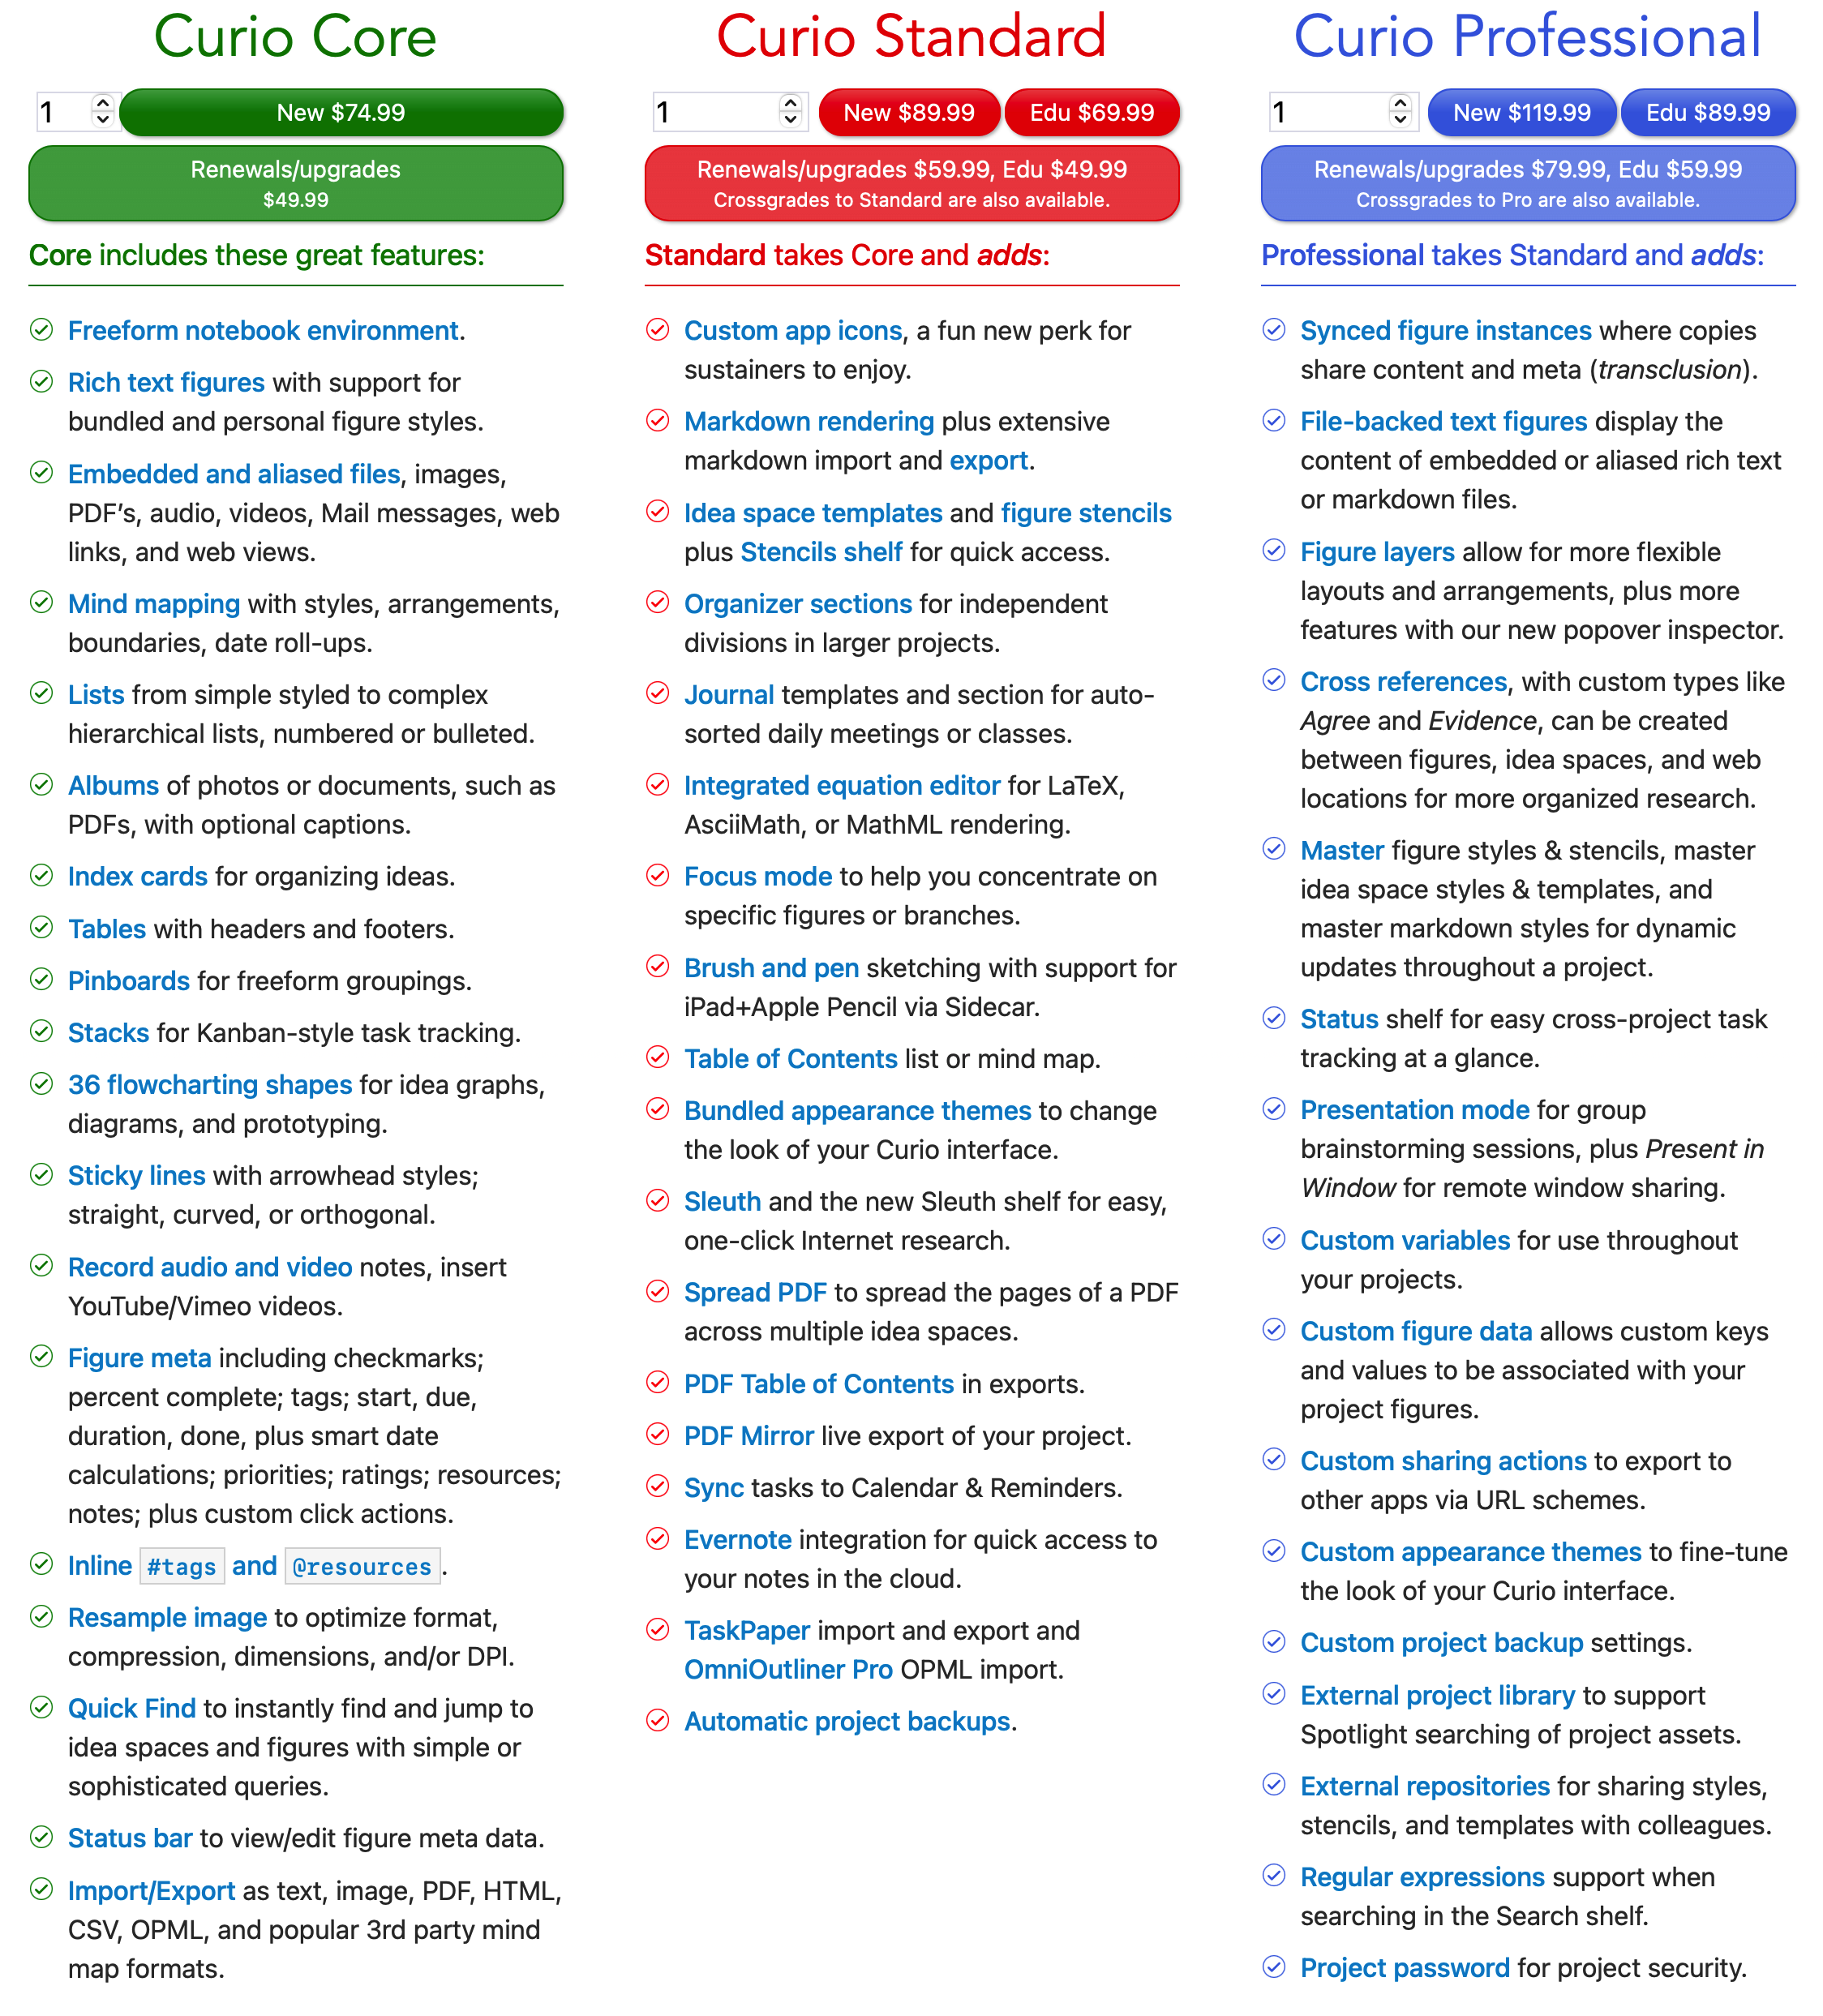 Curio Core
1
New $74.99
Renewals/upgrades
$49.99
Core includes these great features:
Freeform notebook environment.
Rich text figures with support for
bundled and personal figure styles.
Embedded and aliased files, images,
PDF's, audio, videos, Mail messages, web
links, and web views.
Mind mapping with styles, arrangements,
boundaries, date roll-ups.
Lists from simple styled to complex
hierarchical lists, numbered or bulleted.
Albums of photos or documents, such as
PDFs, with optional captions.
Index cards for organizing ideas.
Tables with headers and footers.
Pinboards for freeform groupings.
Stacks for Kanban-style task tracking.
36 flowcharting shapes for idea graphs,
diagrams, and prototyping.
Sticky lines with arrowhead styles;
straight, curved, or orthogonal.
Record audio and video notes, insert
YouTube/Vimeo videos.
Figure meta including checkmarks;
percent complete; tags; start, due,
duration, done, plus smart date
calculations; priorities; ratings; resources;
notes; plus custom click actions.
Inline #tags and @resources.
Resample image to optimize format,
compression, dimensions, and/or DPI.
Quick Find to instantly find and jump to
idea spaces and figures with simple or
sophisticated queries.
Status bar to view/edit figure meta data.
Import/Export as text, image, PDF, HTML,
CSV, OPML, and popular 3rd party mind
map formats.
Curio Standard
1
New $89.99
Edu $69.99
Renewals/upgrades $59.99, Edu $49.99
Crossgrades to Standard are also available.
Standard takes Core and adds:
Custom app icons, a fun new perk for
sustainers to enjoy.
Markdown rendering plus extensive
markdown import and export.
Idea space templates and figure stencils
plus Stencils shelf for quick access.
Organizer sections for independent
divisions in larger projects.
Journal templates and section for auto-
sorted daily meetings or classes.
Integrated equation editor for LaTeX,
AsciiMath, or MathML rendering.
Focus mode to help you concentrate on
specific figures or branches.
Brush and pen sketching with support for
iPad+Apple Pencil via Sidecar.
Table of Contents list or mind map.
Bundled appearance themes to change
the look of your Curio interface.
Sleuth and the new Sleuth shelf for easy,
one-click Internet research.
Spread PDF to spread the pages of a PDF
across multiple idea spaces.
PDF Table of Contents in exports.
PDF Mirror live export of your project.
Sync tasks to Calendar & Reminders.
Evernote integration for quick access to
your notes in the cloud.
TaskPaper import and export and
OmniOutliner Pro OPML import.
Automatic project backups.
Curio Professional
1
New $119.99
Edu $89.99
Renewals/upgrades $79.99, Edu $59.99
Crossgrades to Pro are also available.
Professional takes Standard and adds:
Synced figure instances where copies
share content and meta (transclusion).
File-backed text figures display the
content of embedded or aliased rich text
or markdown files.
Figure layers allow for more flexible
layouts and arrangements, plus more
features with our new popover inspector.
Cross references, with custom types like
Agree and Evidence, can be created
between figures, idea spaces, and web
locations for more organized research.
Master figure styles & stencils, master
idea space styles & templates, and
master markdown styles for dynamic
updates throughout a project.
Status shelf for easy cross-project task
tracking at a glance.
Presentation mode for group
brainstorming sessions, plus Present in
Window for remote window sharing.
Custom variables for use throughout
your projects.
Custom figure data allows custom keys
and values to be associated with your
project figures.
Custom sharing actions to export to
other apps via URL schemes.
Custom appearance themes to fine-tune
the look of your Curio interface.
Custom project backup settings.
External project library to support
Spotlight searching of project assets.
External repositories for sharing styles,
stencils, and templates with colleagues.
Regular expressions support when
searching in the Search shelf.
Project password for project security.